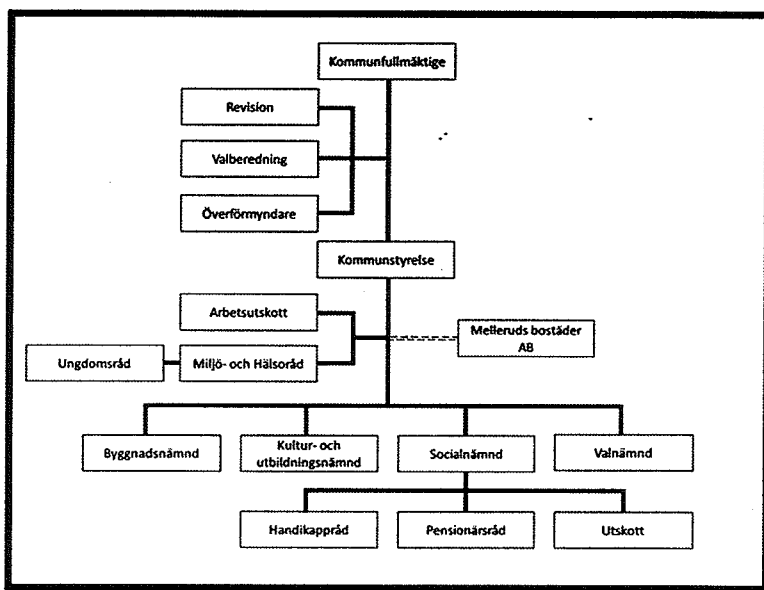 Kommunfullmäktige
Revision
Valberedning
Överförmyndare
Kommunstyrelse
Arbetsutskott
Melleruds bostäder
AB
Ungdomsråd
Miljö- och Hälsoråd
Byggnadsnämnd
Kultur- och
utbildningsnämnd
Socialnämnd
Valnämnd
Handikappråd
Pensionärsråd
Utskott